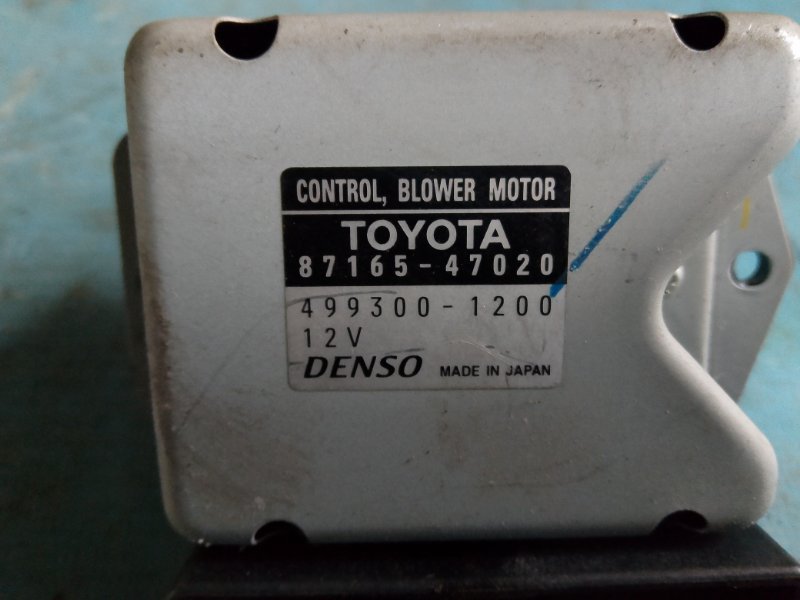 CONTROL, BLOWER MOTOR
TOYOTA
87165-47020
499300-1200
12V
DENSO MADE IN JAPAN